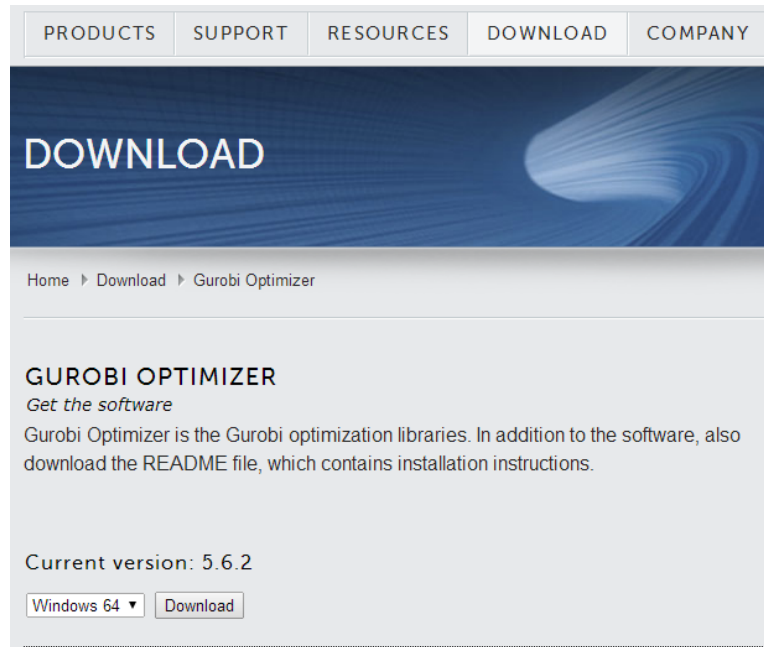 PRODUCTS SUPPORT RESOURCES DOWNLOAD COMPANY
DOWNLOAD
Home Download Gurobi Optimizer
GUROBI OPTIMIZER
Get the software
Gurobi Optimizer is the Gurobi optimization libraries. In addition to the software, also
download the README file, which contains installation instructions.
Current version: 5.6.2
Windows 64 Download